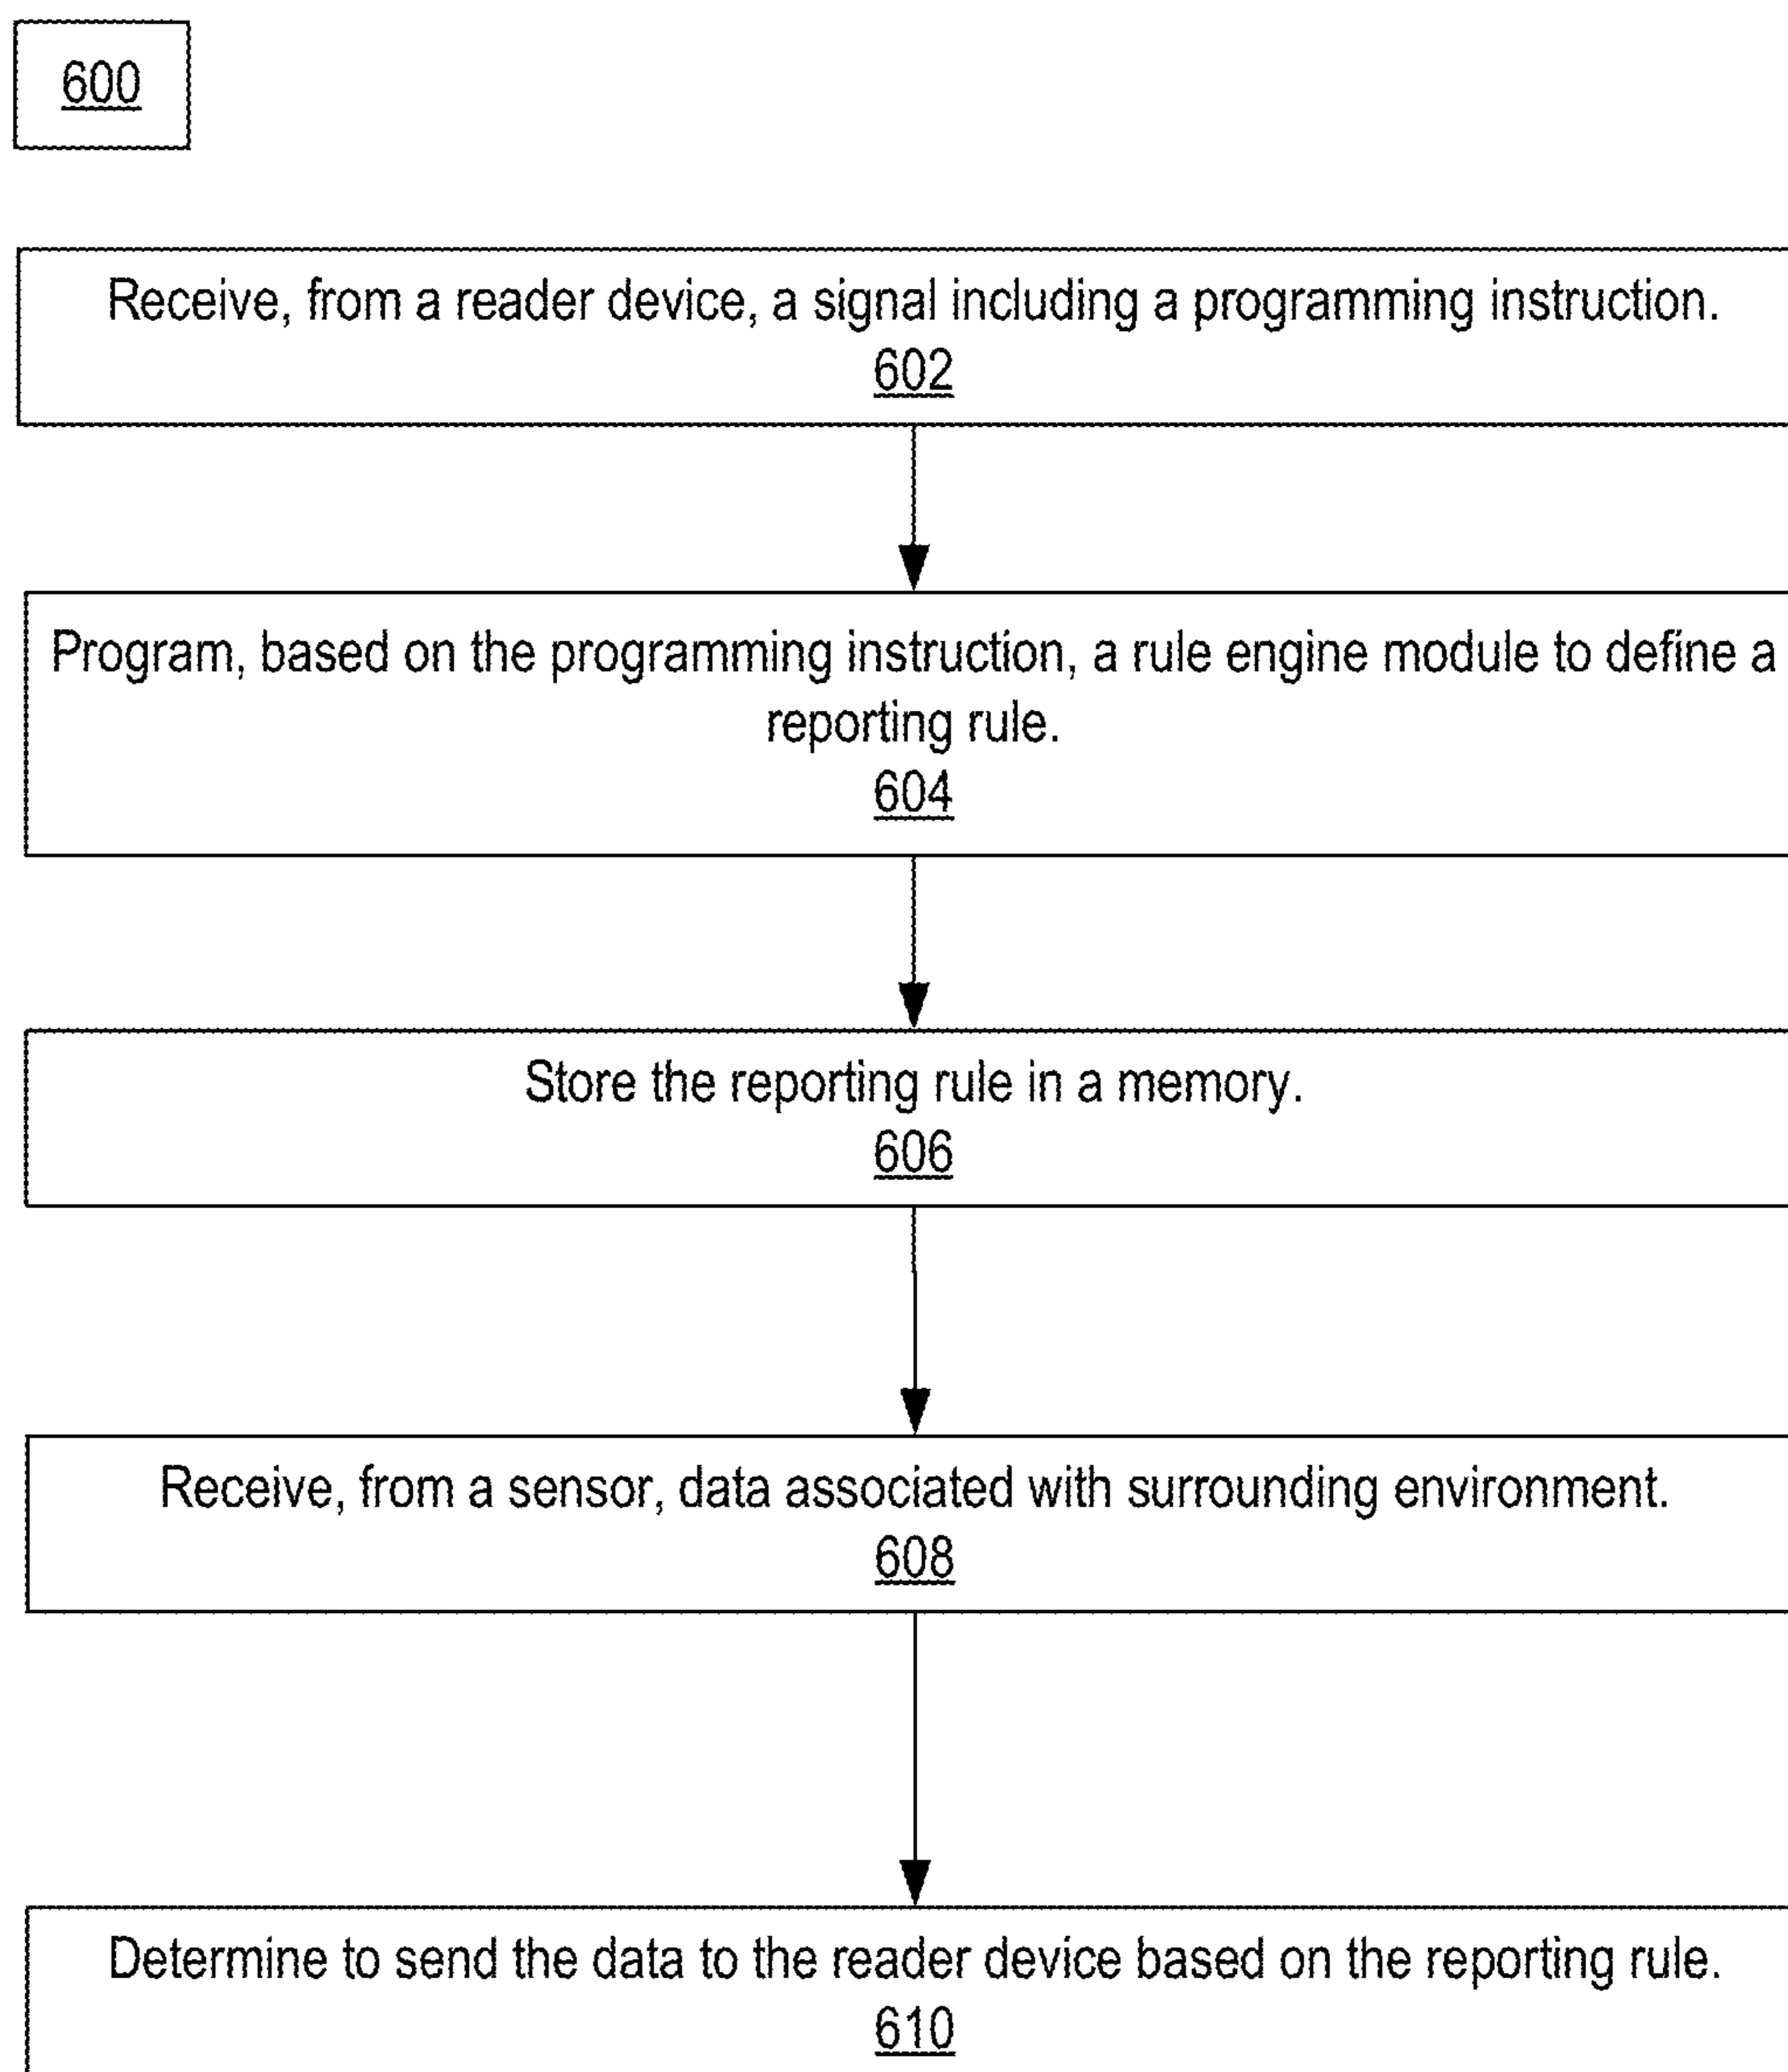 600
Receive, from a reader device, a signal including a programming instruction.
602
Program, based on the programming instruction, a rule engine module to define a
reporting rule.
604
Store the reporting rule in a memory.
606
Receive, from a sensor, data associated with surrounding environment.
608
Determine to send the data to the reader device based on the reporting rule.
610